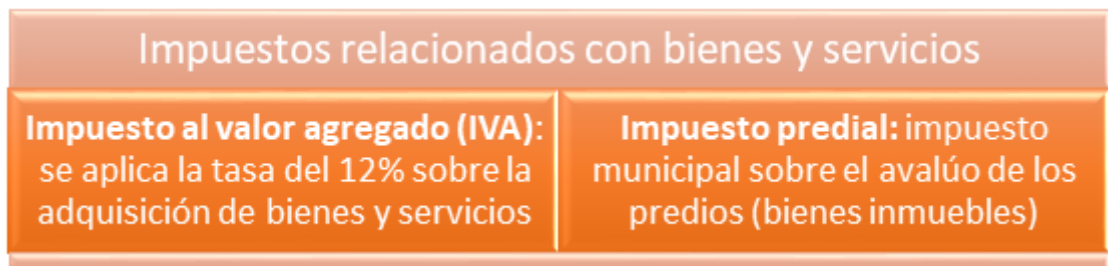 Impuestos relacionados con bienes y servicios
Impuesto al valor agregado (IVA):
se aplica la tasa del 12% sobre la
adquisición de bienes y servicios
Impuesto predial: impuesto
municipal sobre el avalúo de los
predios (bienes inmuebles)